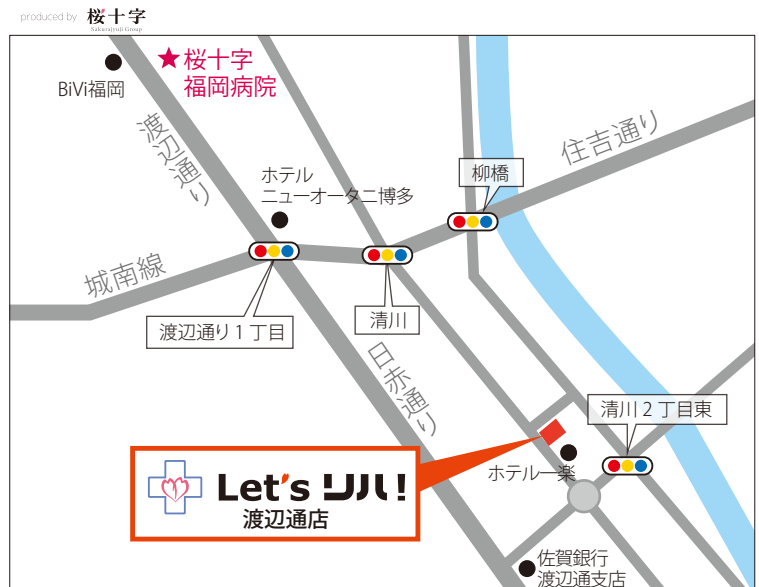 produced by 桜十字
Sakurajyuji Group
★桜十字
福岡病院
BiVi福岡
渡辺通り
住吉通り
柳橋
ホテル
ニューオータニ博多
城南線
渡辺通り1丁目
清川
日赤通り
清川2丁目東
Let's リハ!
渡辺通店
ホテル一楽
佐賀銀行
渡辺通支店